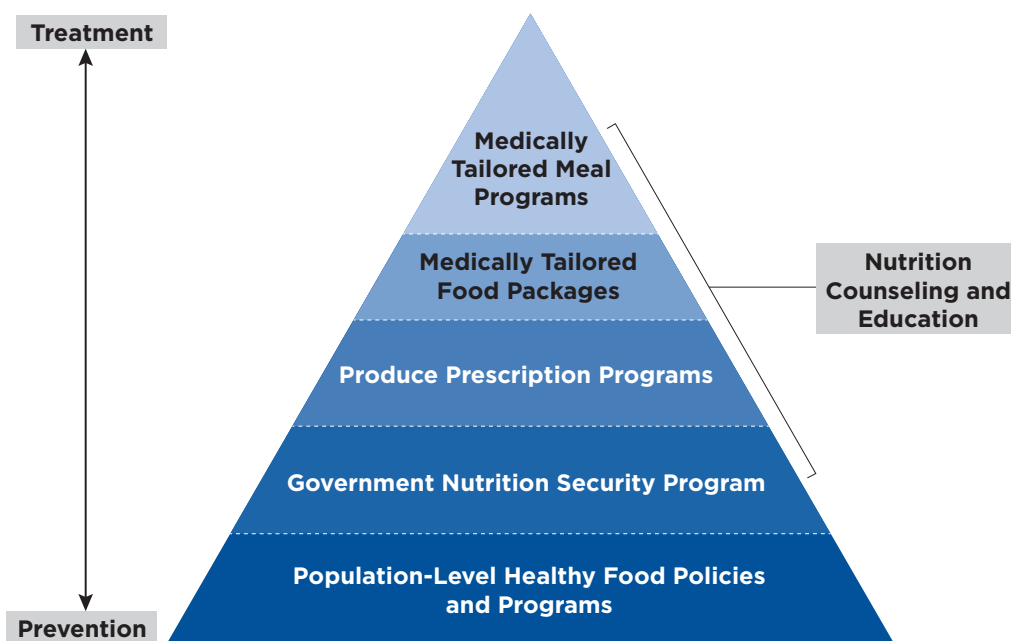 Treatment
Medically
Tailored Meal
Programs
Medically Tailored
Food Packages
Nutrition
Counseling and
Education
Produce Prescription Programs
Government Nutrition Security Program
Population-Level Healthy Food Policies
and Programs
Prevention